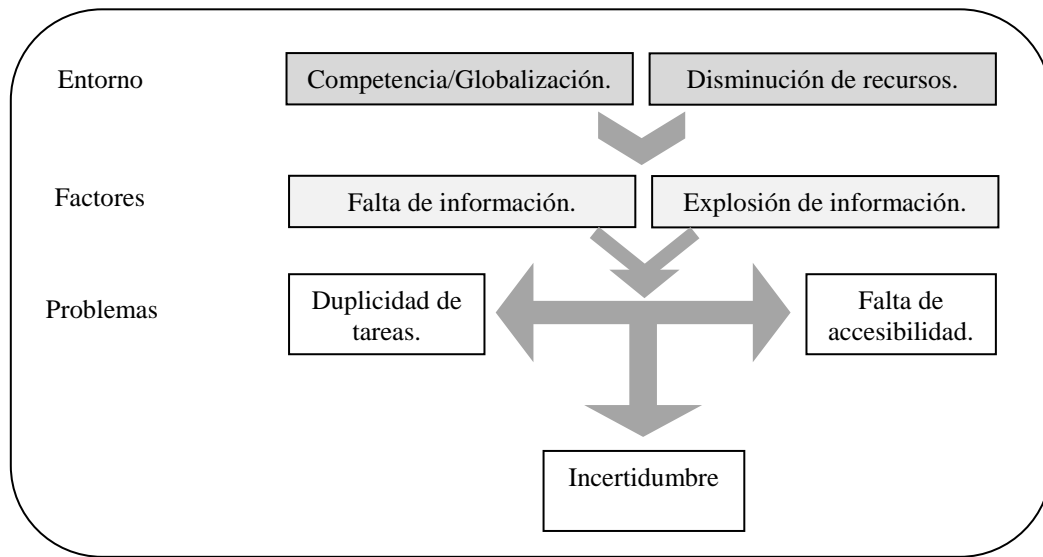 Entorno
Competencia/Globalización.
Disminución de recursos.
Factores
Falta de información.
Explosión de información.
Problemas
Duplicidad de
tareas.
Falta de
accesibilidad.
Incertidumbre